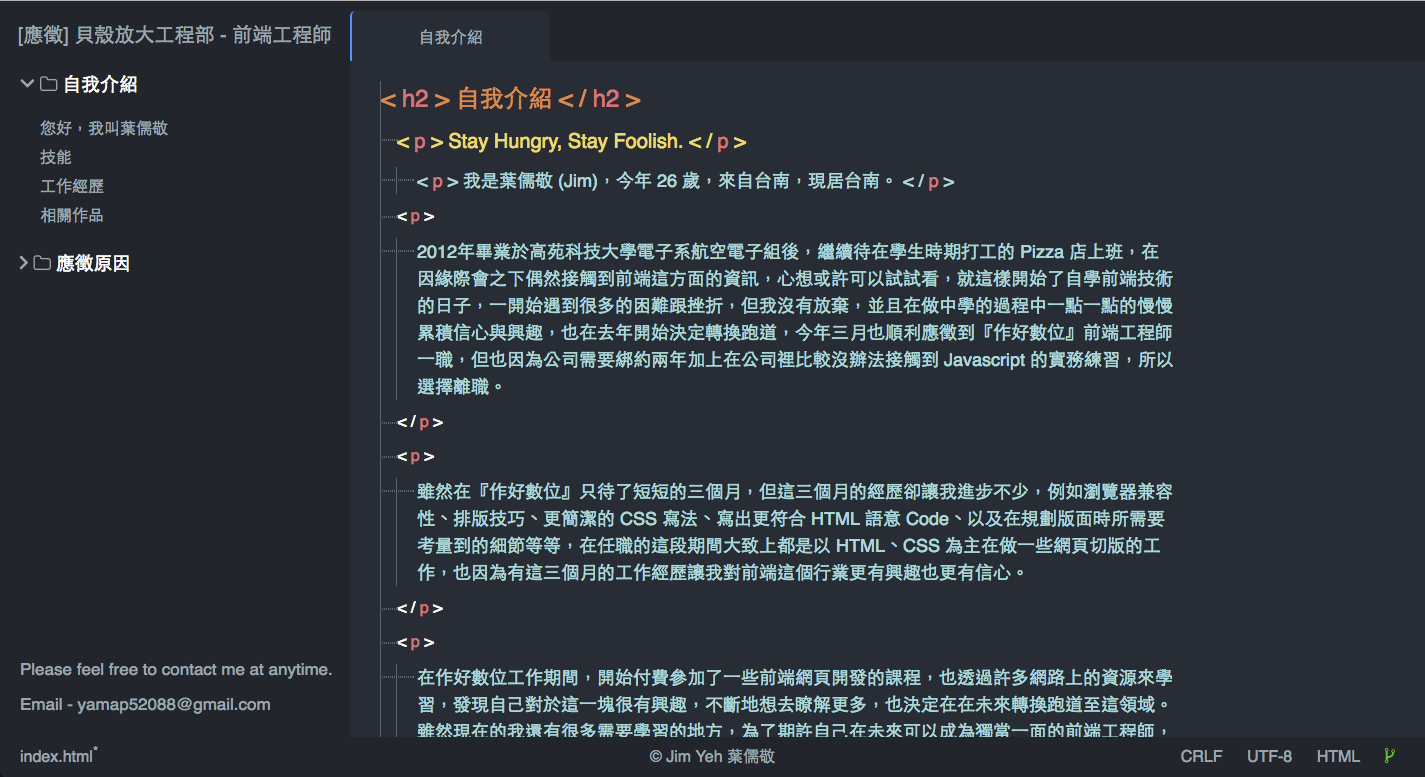 [應徵] 貝殼放大工程部 - 前端工程師
自我介紹
您好，我叫葉儒敬
技能
工作經歷
相關作品
應徵原因
Please feel free to contact me at anytime.
Email - yamap52088@gmail.com
自我介紹
< h2 > 自我介紹 < / h2 >
< p > Stay Hungry, Stay Foolish. < / p >
< p > 我是葉儒敬 (Jim)，今年 26 歲，來自台南，現居台南。 < / p >
< p >
2012年畢業於高苑科技大學電子系航空電子組後，繼續待在學生時期打工的 Pizza 店上班，在
因緣際會之下偶然接觸到前端這方面的資訊，心想或許可以試試看，就這樣開始了自學前端技術
的日子，一開始遇到很多的困難跟挫折，但我沒有放棄，並且在做中學的過程中一點一點的慢慢
累積信心與興趣，也在去年開始決定轉換跑道，今年三月也順利應徵到『作好數位』前端工程師
一職，但也因為公司需要綁約兩年加上在公司裡比較沒辦法接觸到 Javascript 的實務練習，所以
選擇離職。
< / p >
< p >
雖然在『作好數位』只待了短短的三個月，但這三個月的經歷卻讓我進步不少，例如瀏覽器兼容
性、排版技巧、更簡潔的 CSS 寫法、寫出更符合 HTML 語意 Code、以及在規劃版面時所需要
考量到的細節等等，在任職的這段期間大致上都是以 HTML、CSS 為主在做一些網頁切版的工
作，也因為有這三個月的工作經歷讓我對前端這個行業更有興趣也更有信心。
< / p >
< p >
在作好數位工作期間，開始付費參加了一些前端網頁開發的課程，也透過許多網路上的資源來學
習，發現自己對於這一塊很有興趣，不斷地想去瞭解更多，也決定在在未來轉換跑道至這領域。
雖然現在的我還有很多需要學習的地方，為了期許自己在未來可以成為獨當一面的前端工程師，
index.html*
© Jim Yeh 葉儒敬
CRLF UTF-8 HTML